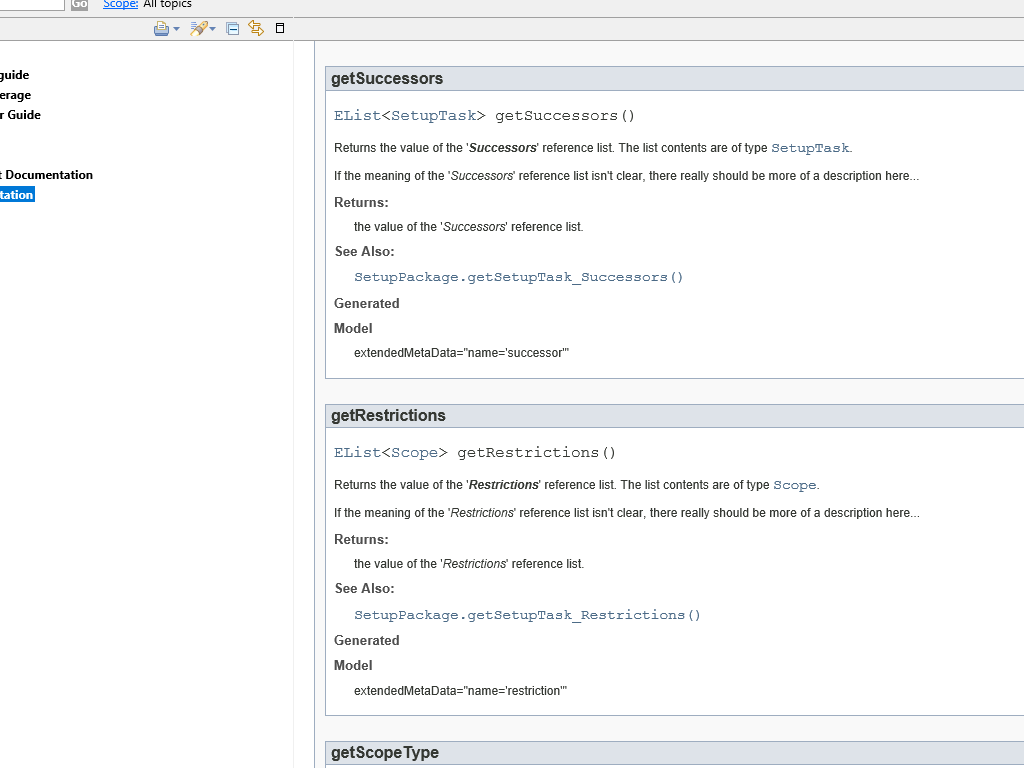 Go Scope: All topics
guide
erage
r Guide
t Documentation
tation
getSuccessors
EList<SetupTask> getSuccessors()
Returns the value of the 'Successors' reference list. The list contents are of type SetupTask.
If the meaning of the 'Successors' reference list isn't clear, there really should be more of a description here...
Returns:
the value of the 'Successors' reference list.
See Also:
SetupPackage.getSetupTask_Successors()
Generated
Model
extendedMetaData="name='successor'"
getRestrictions
EList<Scope> getRestrictions()
Returns the value of the 'Restrictions' reference list. The list contents are of type Scope.
If the meaning of the 'Restrictions' reference list isn't clear, there really should be more of a description here...
Returns:
the value of the 'Restrictions' reference list.
See Also:
SetupPackage.getSetupTask_Restrictions()
Generated
Model
extendedMetaData="name='restriction'"
getScopeType